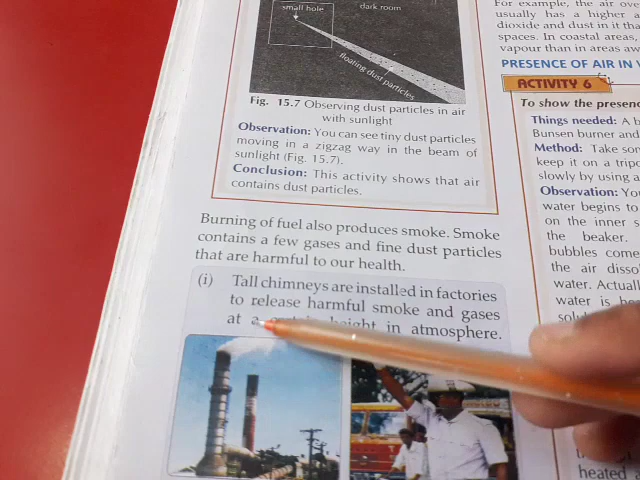 small hole
dark room
floating dust particles
Fig. 15.7 Observing dust particles in air
with sunlight
Observation: You can see tiny dust particles
moving in a zigzag way in the beam of
sunlight (Fig. 15.7).
Conclusion: This activity shows that air
contains dust particles.
Burning of fuel also produces smoke. Smoke
contains a few gases and fine dust particles
that are harmful to our health.
(i) Tall chimneys are installed in factories
to release harmful smoke and gases
at a height in atmosphere.
For example, the air over
usually has a higher
dioxide and dust in it tha
spaces. In coastal areas,
vapour than in areas aw
PRESENCE OF AIR IN
ACTIVITY 6
To show the presenc
Things needed: A b
Bunsen burner and
Method: Take som
keep it on a tripo
slowly by using a
Observation: You
water begins to
on the inner s
the beaker.
bubbles come
the air disso
water. Actuall
water is
heated